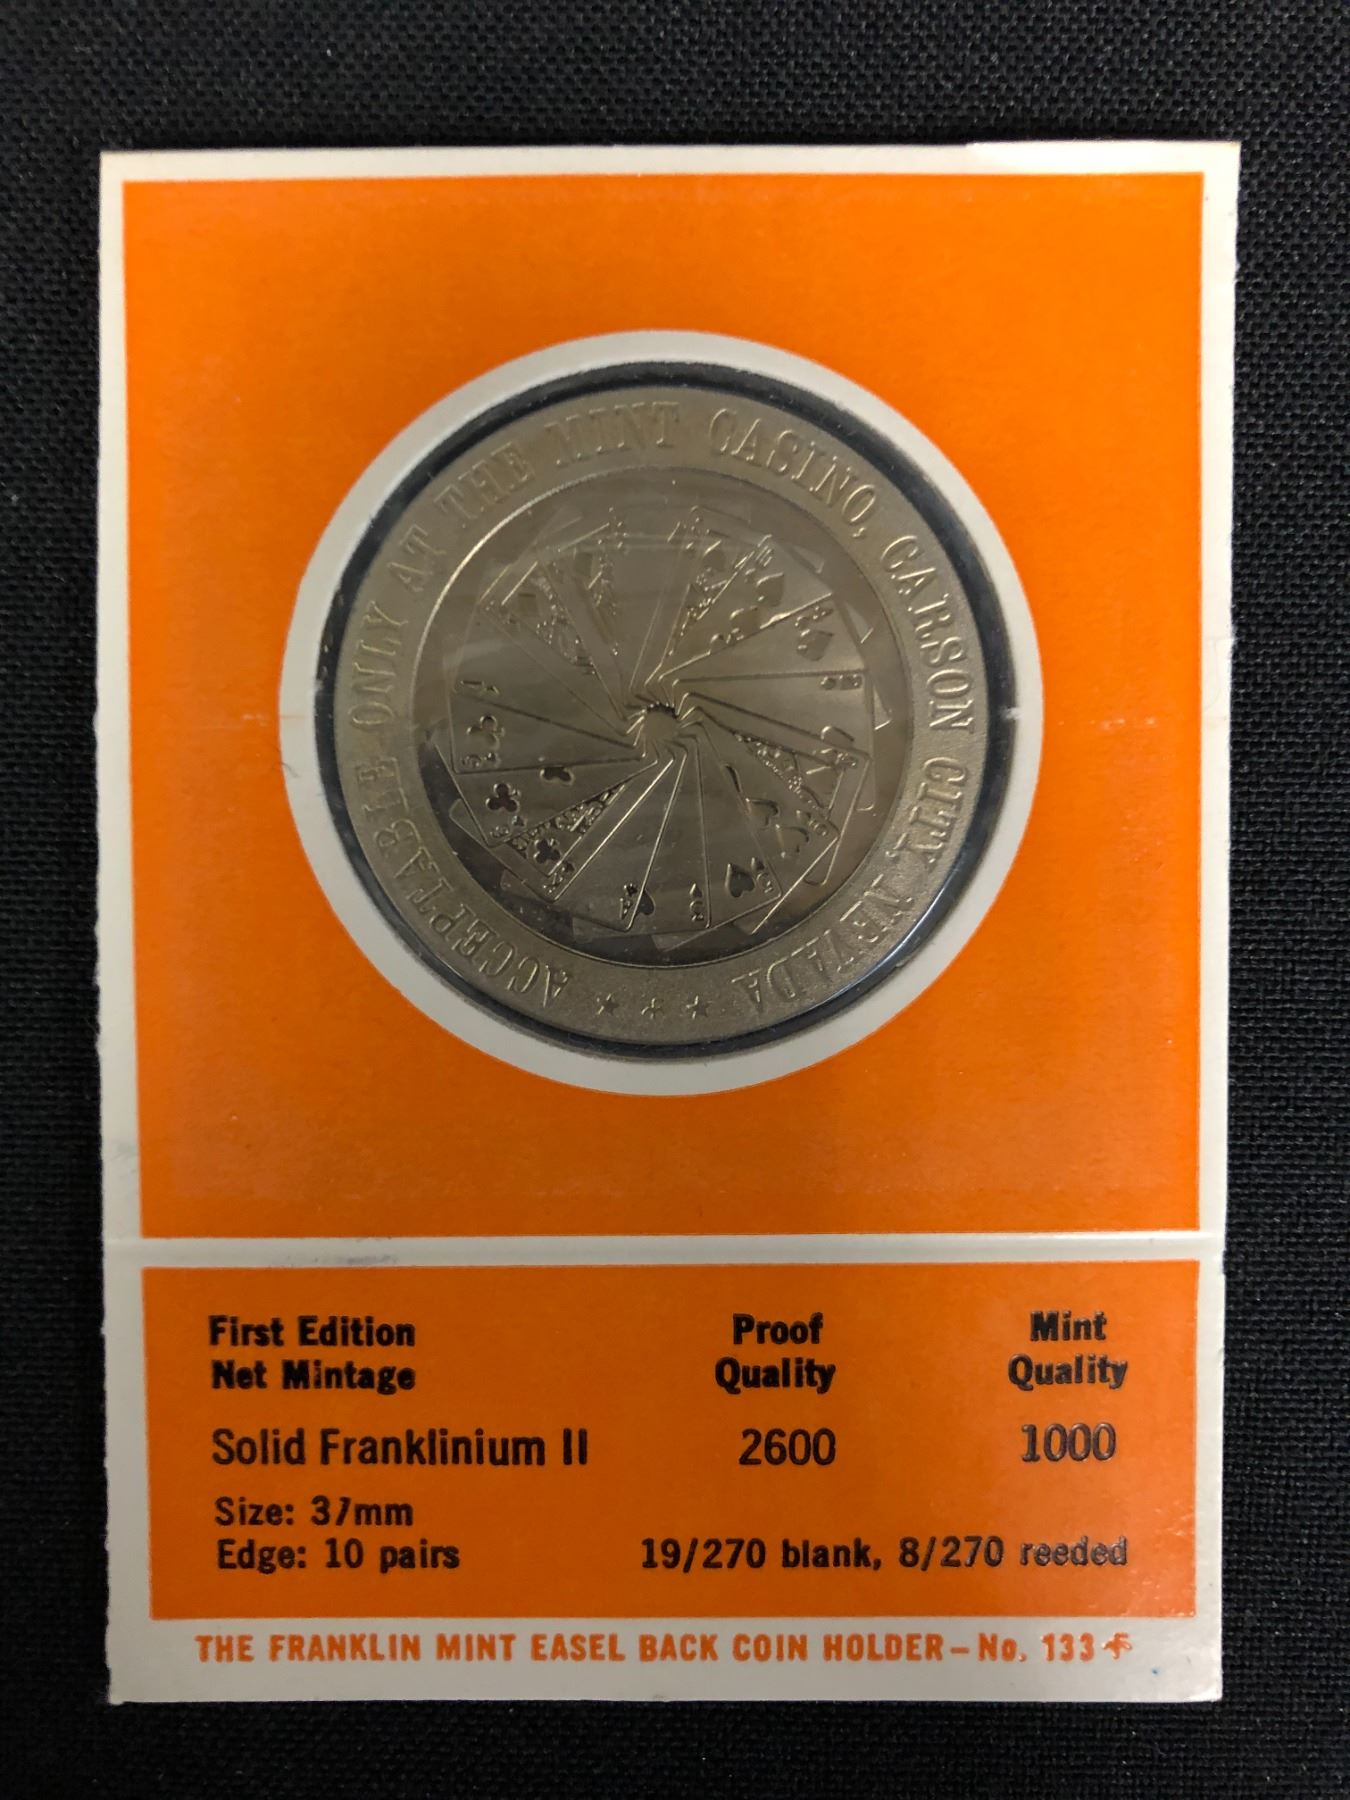 ACCEPTABLE ONLY AT THE MINT CASINO, CARSON CITY, NEVADA
First Edition Proof Mint
Net Mintage Quality Quality
Solid Franklinium II 2600 1000
Size: 37mm
Edge: 10 pairs 19/270 blank, 8/270 reeded
THE FRANKLIN MINT EASEL BACK COIN HOLDER – No. 133